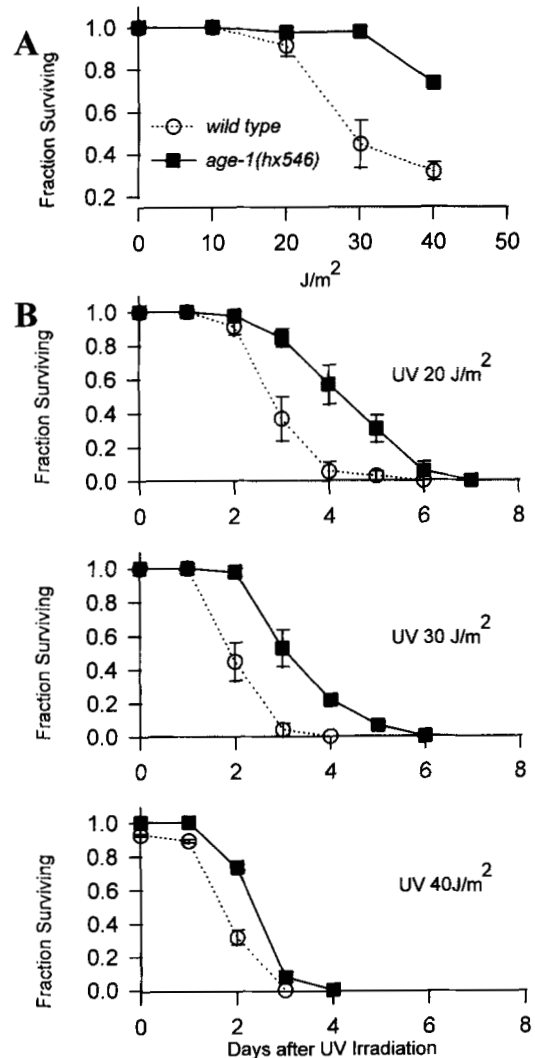 A
Fraction Surviving
1.0
0.8
0.6
0.4
0.2
wild type
age-1(hx546)
0 10 20 30 40 50
J/m²
B
Fraction Surviving
1.0
0.8
0.6
0.4
0.2
0.0
UV 20 J/m²
0 2 4 6 8
Fraction Surviving
1.0
0.8
0.6
0.4
0.2
0.0
UV 30 J/m²
0 2 4 6 8
Fraction Surviving
1.0
0.8
0.6
0.4
0.2
0.0
UV 40J/m²
0 2 4 6 8
Days after UV Irradiation